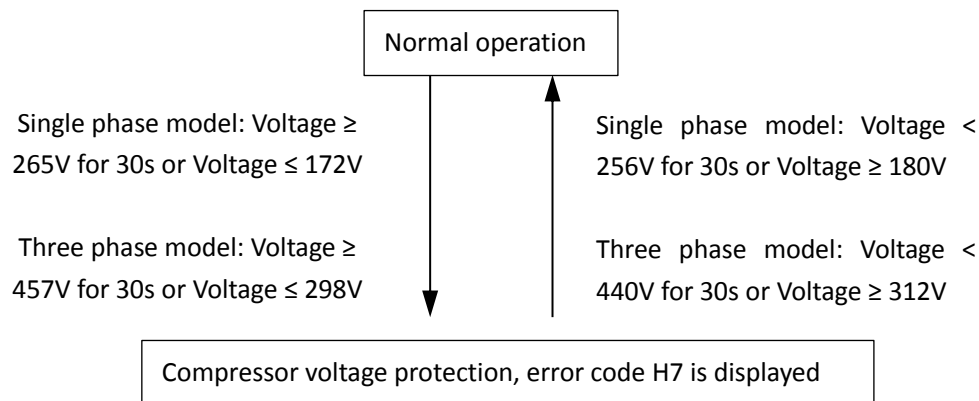 Normal operation
Single phase model: Voltage ≥
265V for 30s or Voltage ≤ 172V
Three phase model: Voltage ≥
457V for 30s or Voltage ≤ 298V
Single phase model: Voltage <
256V for 30s or Voltage ≥ 180V
Three phase model: Voltage <
440V for 30s or Voltage ≥ 312V
Compressor voltage protection, error code H7 is displayed